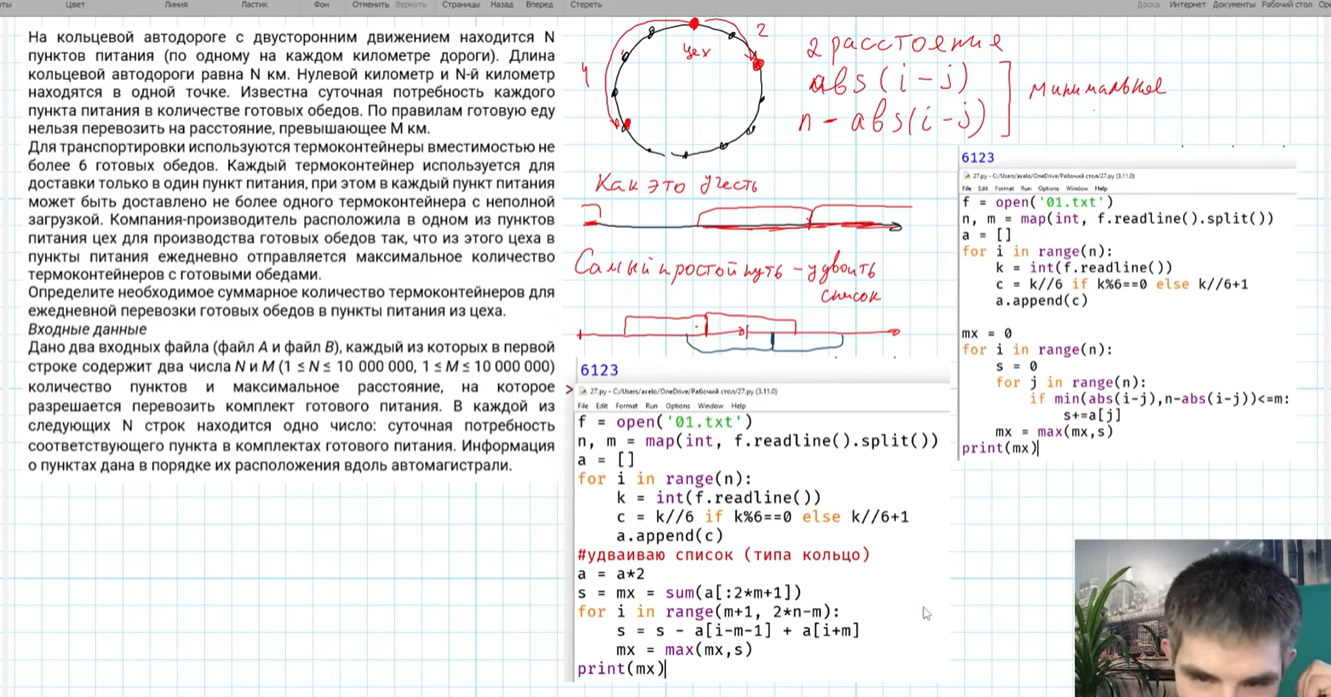 Цвет
Линия
Ластик
Фон
Отменить
Вернуть
Страницы
Назад
Вперед
Стереть
Доска
Интернет
Документы
Рабочий стол
На кольцевой автодороге с двусторонним движением находится N
пунктов питания (по одному на каждом километре дороги). Длина
кольцевой автодороги равна N км. Нулевой километр и N-й километр
находятся в одной точке. Известна суточная потребность каждого
пункта питания в количестве готовых обедов. По правилам готовую еду
нельзя перевозить на расстояние, превышающее M км.
Для транспортировки используются термоконтейнеры вместимостью не
более 6 готовых обедов. Каждый термоконтейнер используется для
доставки только в один пункт питания, при этом в каждый пункт питания
может быть доставлено не более одного термоконтейнера с неполной
загрузкой. Компания-производитель расположила в одном из пунктов
питания цех для производства готовых обедов так, что из этого цеха в
пункты питания ежедневно отправляется максимальное количество
термоконтейнеров с готовыми обедами.
Определите необходимое суммарное количество термоконтейнеров для
ежедневной перевозки готовых обедов в пункты питания из цеха.
Входные данные
Дано два входных файла (файл A и файл B), каждый из которых в первой
строке содержит два числа N и M (1 ≤ N ≤ 10 000 000, 1 ≤ M ≤ 10 000 000)
количество пунктов и максимальное расстояние, на которое
разрешается перевозить комплект готового питания. В каждой из
следующих N строк находится одно число: суточная потребность
соответствующего пункта в комплектах готового питания. Информация
о пунктах дана в порядке их расположения вдоль автомагистрали.
цех
2
4
2 расстояние
abs(i-j)
n - abs(i-j)
минимальное
Как это учесть
Самый простой путь - удвоить
список
6123
27.py - C:/Users/axelo/OneDrive/Рабочий стол/27.py (3.11.0)
File Edit Format Run Options Window Help
f = open('01.txt')
n, m = map(int, f.readline().split())
a = []
for i in range(n):
k = int(f.readline())
c = k//6 if k%6==0 else k//6+1
a.append(c)
#удваиваю список (типа кольцо)
a = a*2
s = mx = sum(a[:2*m+1])
for i in range(m+1, 2*n-m):
s = s - a[i-m-1] + a[i+m]
mx = max(mx,s)
print(mx)
6123
27.py - C:/Users/axelo/OneDrive/Рабочий стол/27.py (3.11.0)
File Edit Format Run Options Window Help
f = open('01.txt')
n, m = map(int, f.readline().split())
a = []
for i in range(n):
k = int(f.readline())
c = k//6 if k%6==0 else k//6+1
a.append(c)
mx = 0
for i in range(n):
s = 0
for j in range(n):
if min(abs(i-j),n-abs(i-j))<=m:
s+=a[j]
mx = max(mx,s)
print(mx)